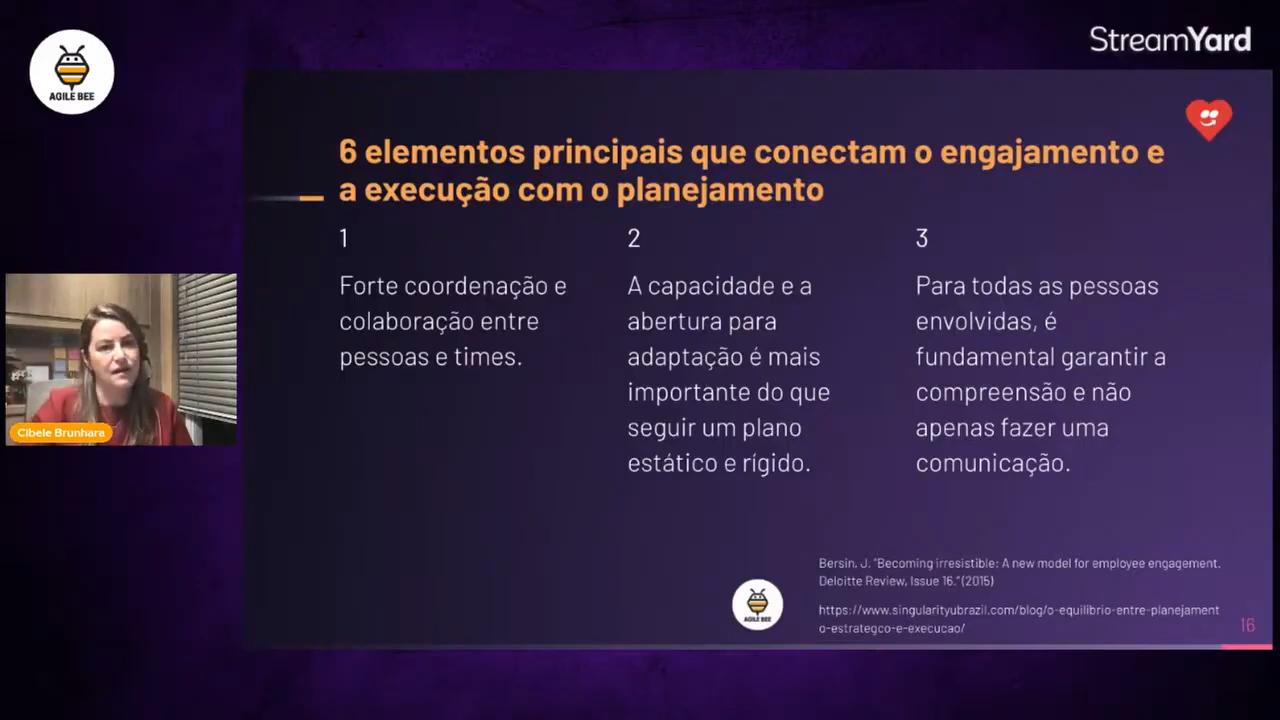 StreamYard
AGILE BEE
6 elementos principais que conectam o engajamento e
a execução com o planejamento
1
Forte coordenação e
colaboração entre
pessoas e times.
2
A capacidade e a
abertura para
adaptação é mais
importante do que
seguir um plano
estático e rígido.
3
Para todas as pessoas
envolvidas, é
fundamental garantir a
compreensão e não
apenas fazer uma
comunicação.
Cibele Brunhara
Bersin, J. "Becoming irresistible: A new model for employee engagement.
Deloitte Review, Issue 16." (2015)
https://www.singularityubrazil.com/blog/o-equilibrio-entre-planejament
o-estrategco-e-execucao/
AGILE BEE
16